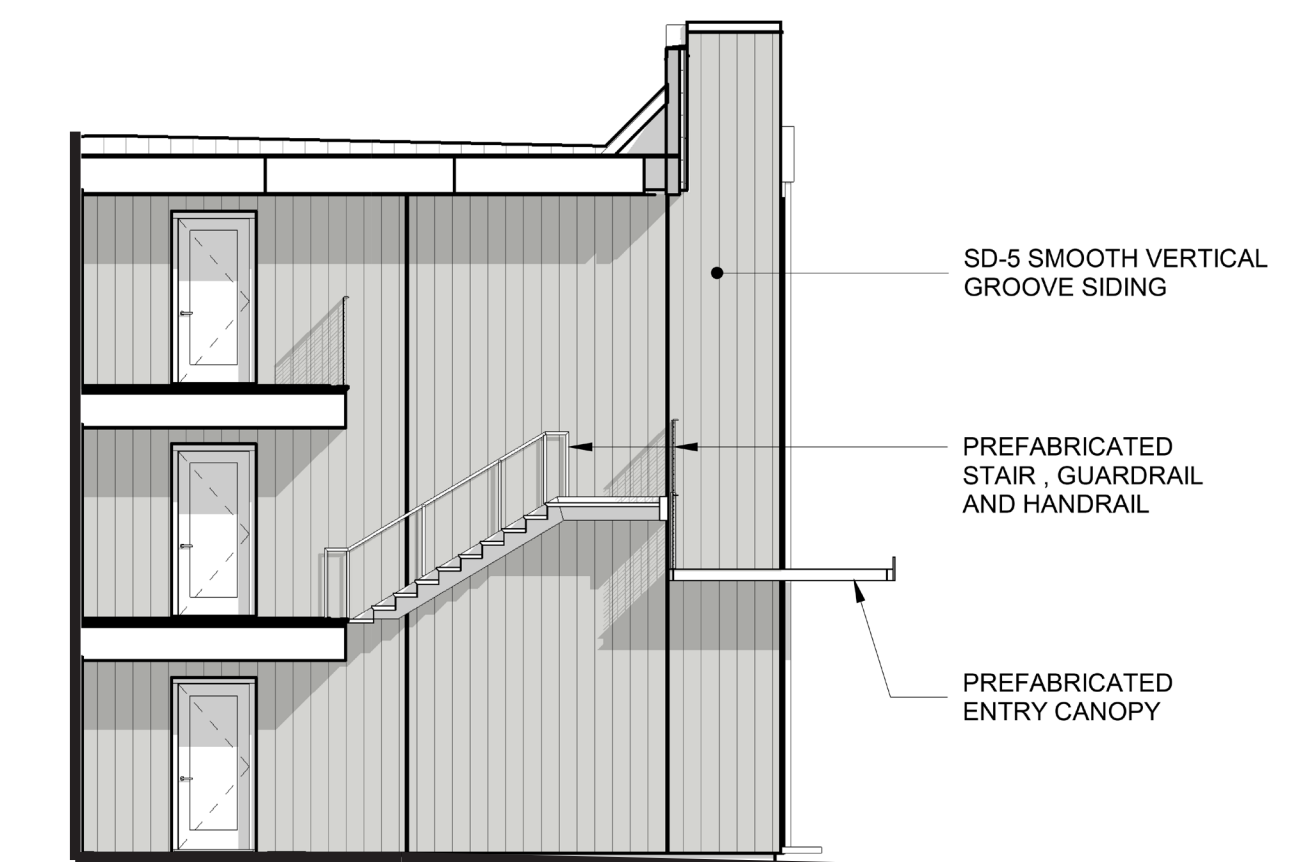 SD-5 SMOOTH VERTICAL
GROOVE SIDING
PREFABRICATED
STAIR , GUARDRAIL
AND HANDRAIL
PREFABRICATED
ENTRY CANOPY